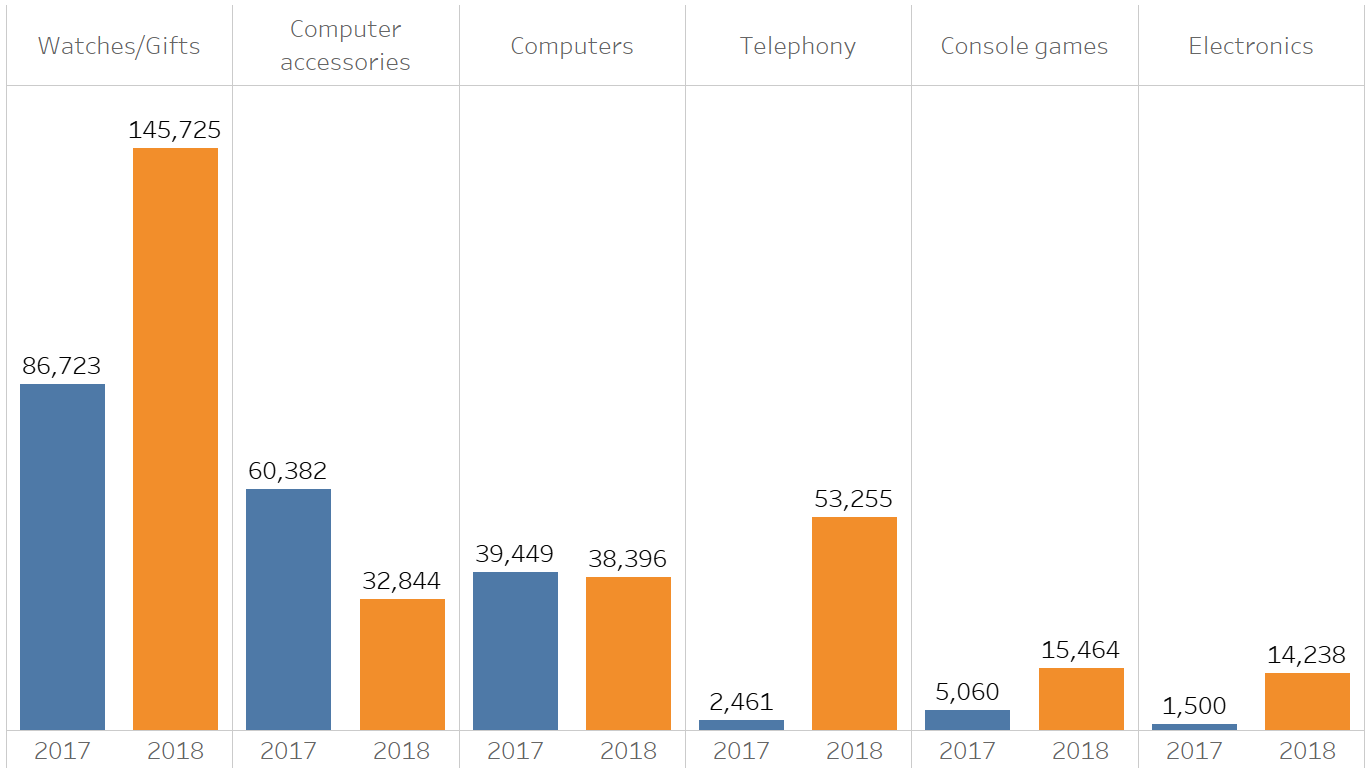 Watches/Gifts
Computer
accessories
Computers
Telephony
Console games
Electronics
145,725
86,723
60,382
32,844
39,449
38,396
2,461
53,255
5,060
15,464
1,500
14,238
2017 2018 2017 2018 2017 2018 2017 2018 2017 2018 2017 2018